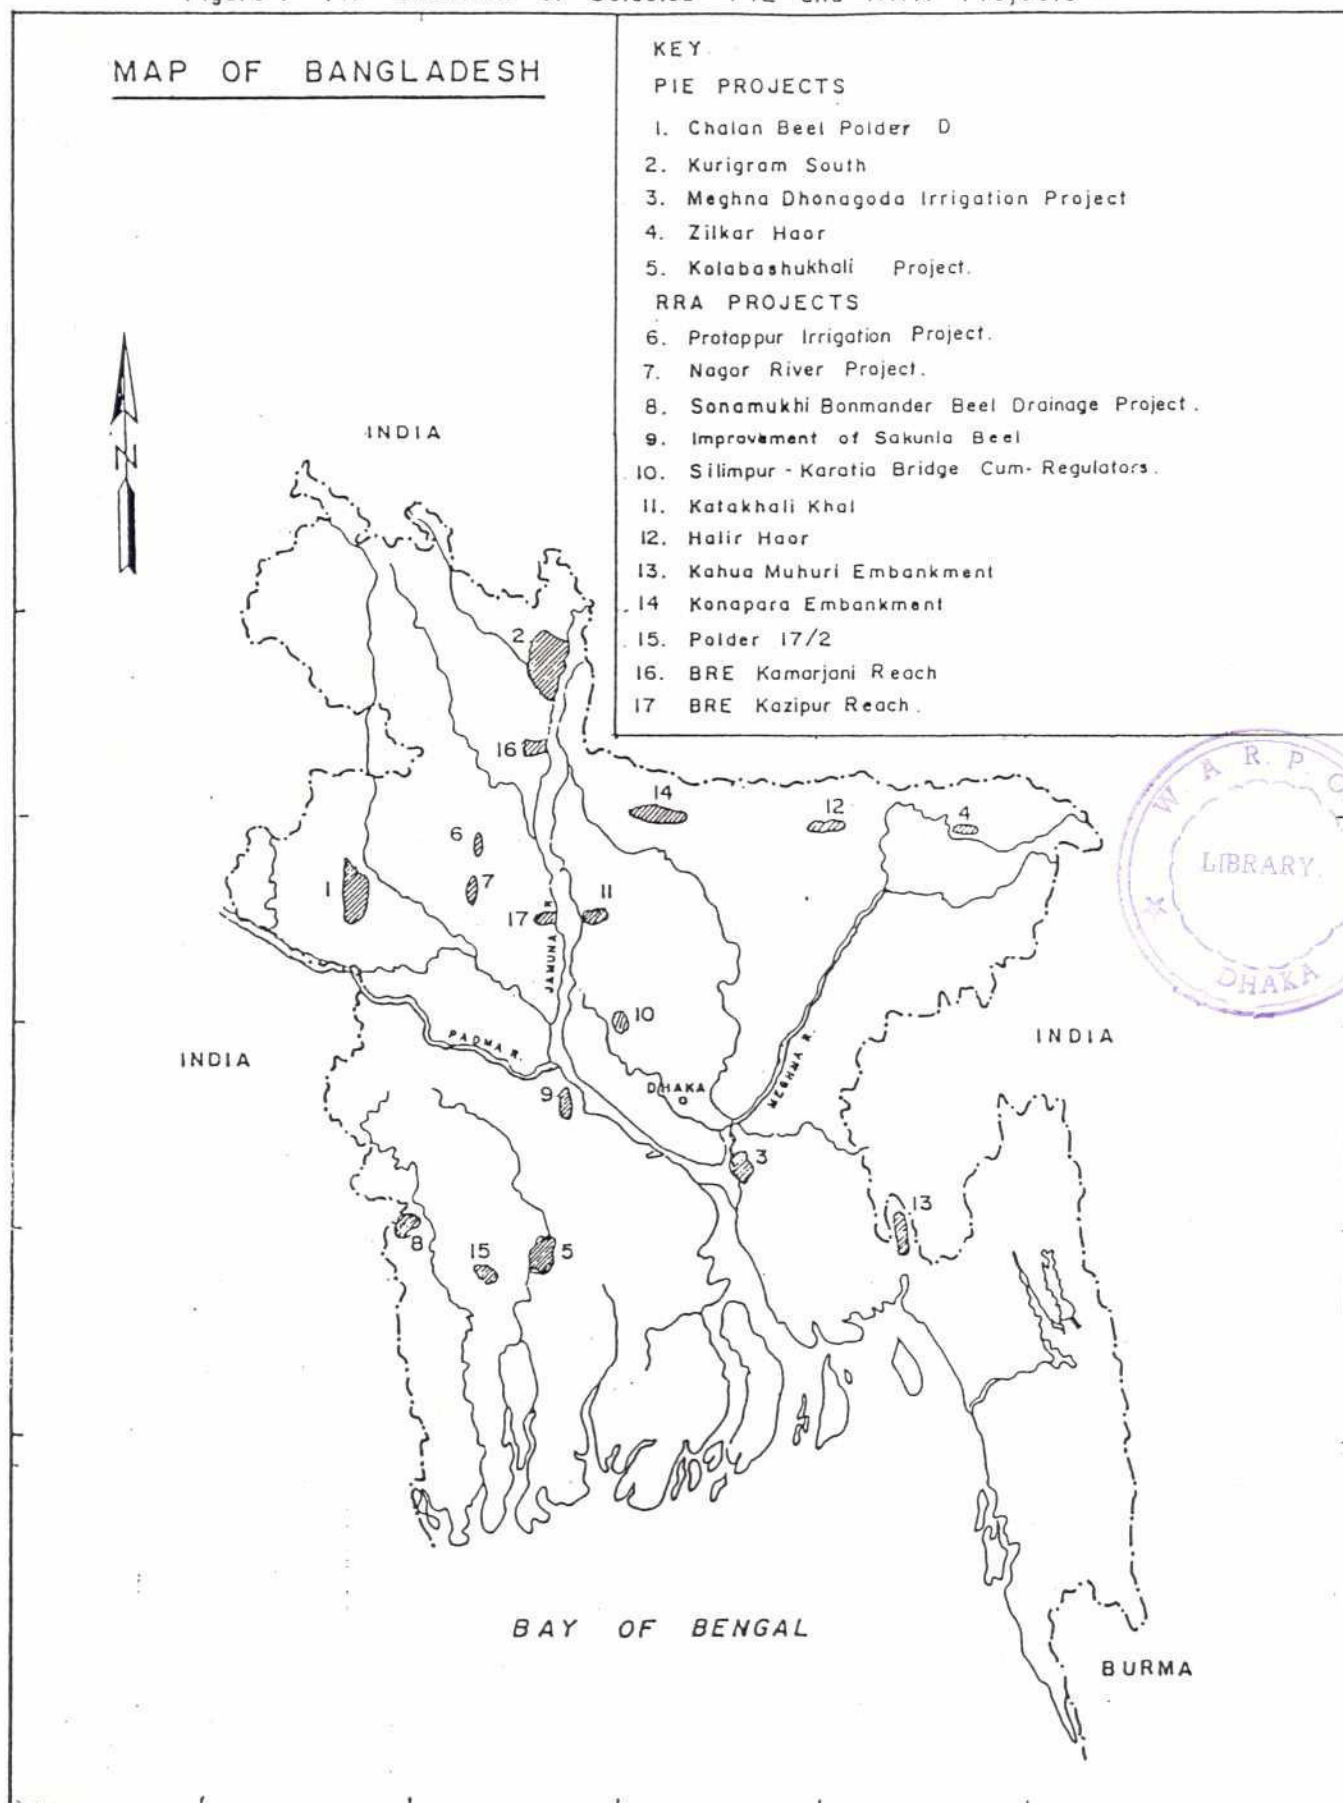 MAP OF BANGLADESH
KEY
PIE PROJECTS
1. Chalan Beel Polder D
2. Kurigram South
3. Meghna Dhonagoda Irrigation Project
4. Zilkar Haor
5. Kolabashukhali Project.
RRA PROJECTS
6. Protappur Irrigation Project.
7. Nagor River Project.
8. Sonamukhi Bonmander Beel Drainage Project.
9. Improvement of Sakunia Beel
10. Silimpur - Karatia Bridge Cum- Regulators.
11. Katakhali Khal
12. Halir Haor
13. Kahua Muhuri Embankment
14 Konapara Embankment
15. Polder 17/2
16. BRE Kamarjani Reach
17 BRE Kazipur Reach.
N
INDIA
2
16
14
12
4
6
1
7
17
11
JAMUNA R
10
PADMA R.
INDIA
INDIA
DHAKA
MEGHNA R.
9
3
13
8
15
5
BAY OF BENGAL
BURMA
W A R P O
LIBRARY.
DHAKA